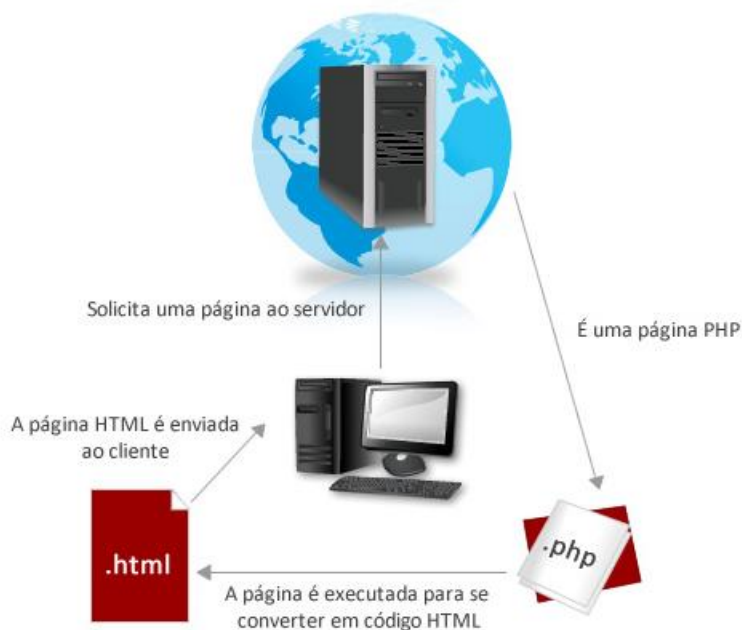 Solicita uma página ao servidor
É uma página PHP
A página HTML é enviada
ao cliente
.html
.php
A página é executada para se
converter em código HTML